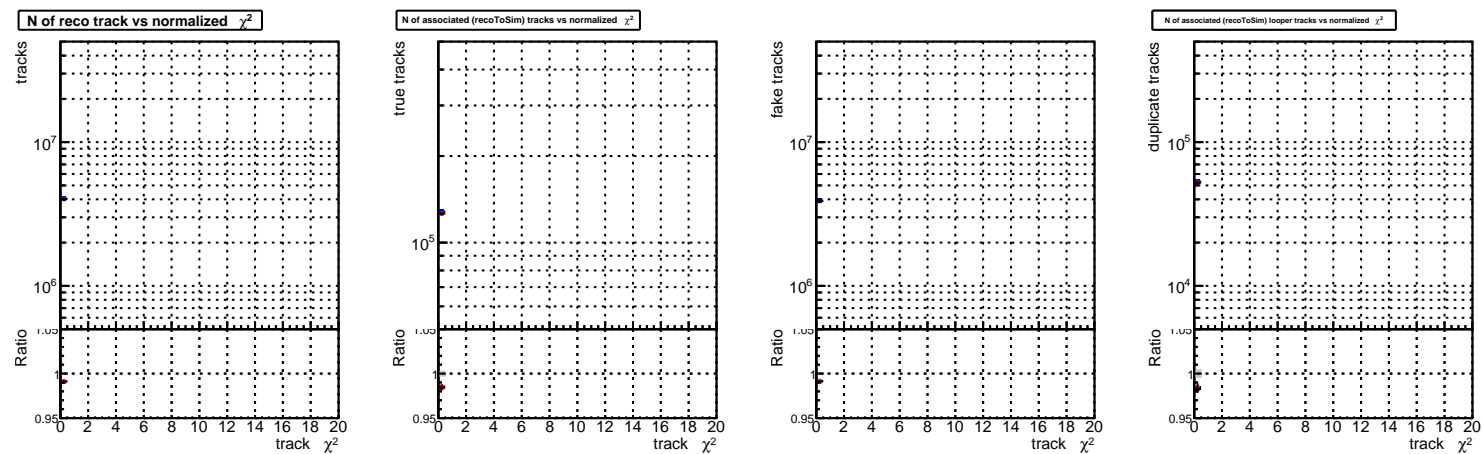 N of reco track vs normalized χ²
tracks
10⁷
10⁶
Ratio
1.05
1
0.95
0 2 4 6 8 10 12 14 16 18 20
track χ²
N of associated (recoToSim) tracks vs normalized χ²
true tracks
10⁵
Ratio
1.05
1
0.95
0 2 4 6 8 10 12 14 16 18 20
track χ²
fake tracks
10⁷
10⁶
Ratio
1.05
1
0.95
0 2 4 6 8 10 12 14 16 18 20
track χ²
N of associated (recoToSim) looper tracks vs normalized χ²
duplicate tracks
10⁵
10⁴
Ratio
1.05
1
0.95
0 2 4 6 8 10 12 14 16 18 20
track χ²